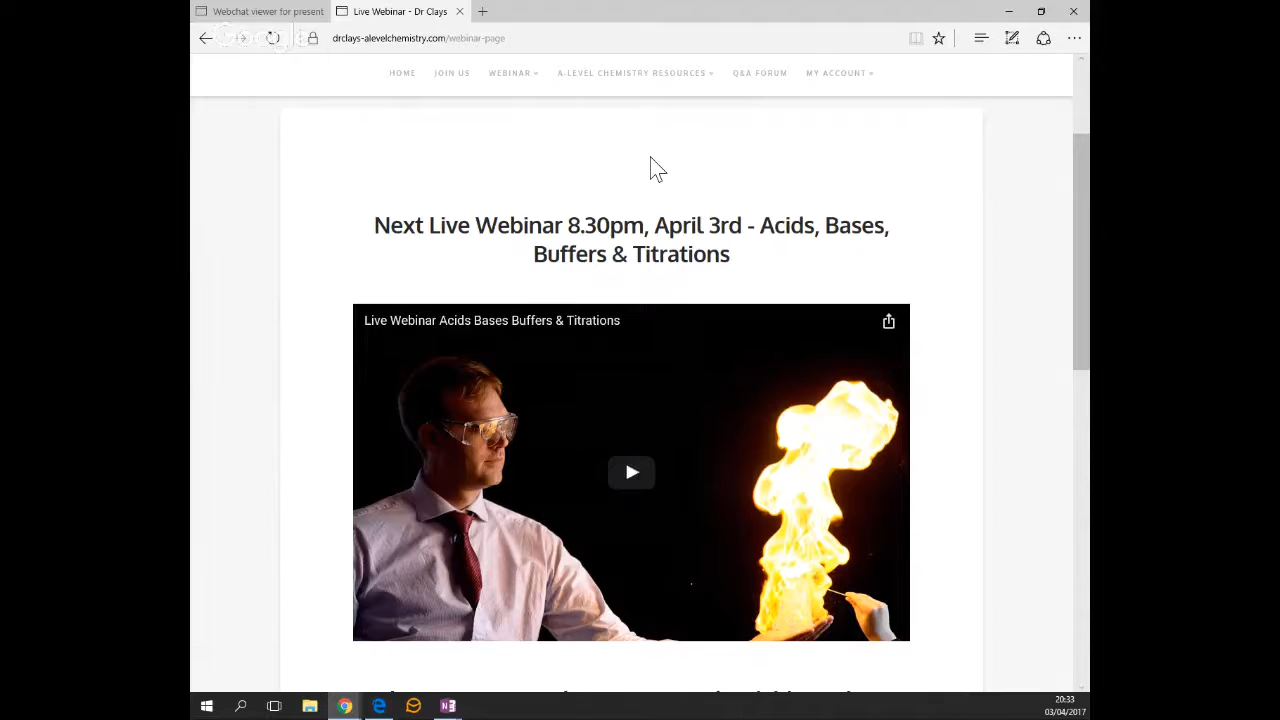 Webchat viewer for present
Live Webinar - Dr Clays
Google
drclays-alevelchemistry.com/webinar-page
HOME JOIN US WEBINAR » A-LEVEL CHEMISTRY RESOURCES » Q&A FORUM MY ACCOUNT »
Next Live Webinar 8.30pm, April 3rd - Acids, Bases,
Buffers & Titrations
Live Webinar Acids Bases Buffers & Titrations
20:33
03/04/2017